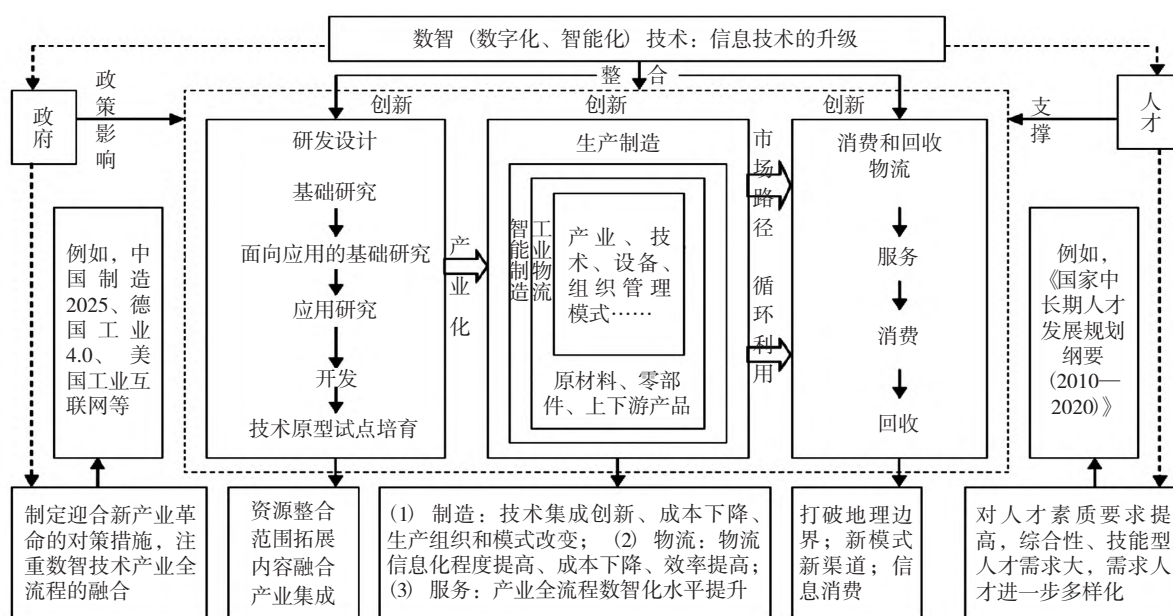 数智 (数字化、智能化) 技术：信息技术的升级
整合
政府
政策影响
人才
支撑
创新
研发设计
基础研究
面向应用的基础研究
应用研究
开发
技术原型试点培育
产业化
创新
生产制造
智能制造
工业物流
产业、技
术、设备、
组织管理
模式……
原材料、零部
件、上下游产品
市场路径
循环利用
创新
消费和回收
物流
服务
消费
回收
例如，中
国制造
2025、德
国工业
4.0、美
国工业互
联网等
例如，
《国家中
长期人才
发展规划
纲要
(2010—
2020)》
制定迎合新产业革
命的对策措施，注
重数智技术产业全
流程的融合
资源整合
范围拓展
内容融合
产业集成
(1) 制造：技术集成创新、成本下降、
生产组织和模式改变；(2) 物流：物流
信息化程度提高、成本下降、效率提高；
(3) 服务：产业全流程数智化水平提升
打破地理边
界；新模式
新渠道；信
息消费
对人才素质要求提
高，综合性、技能型
人才需求大，需求人
才进一步多样化